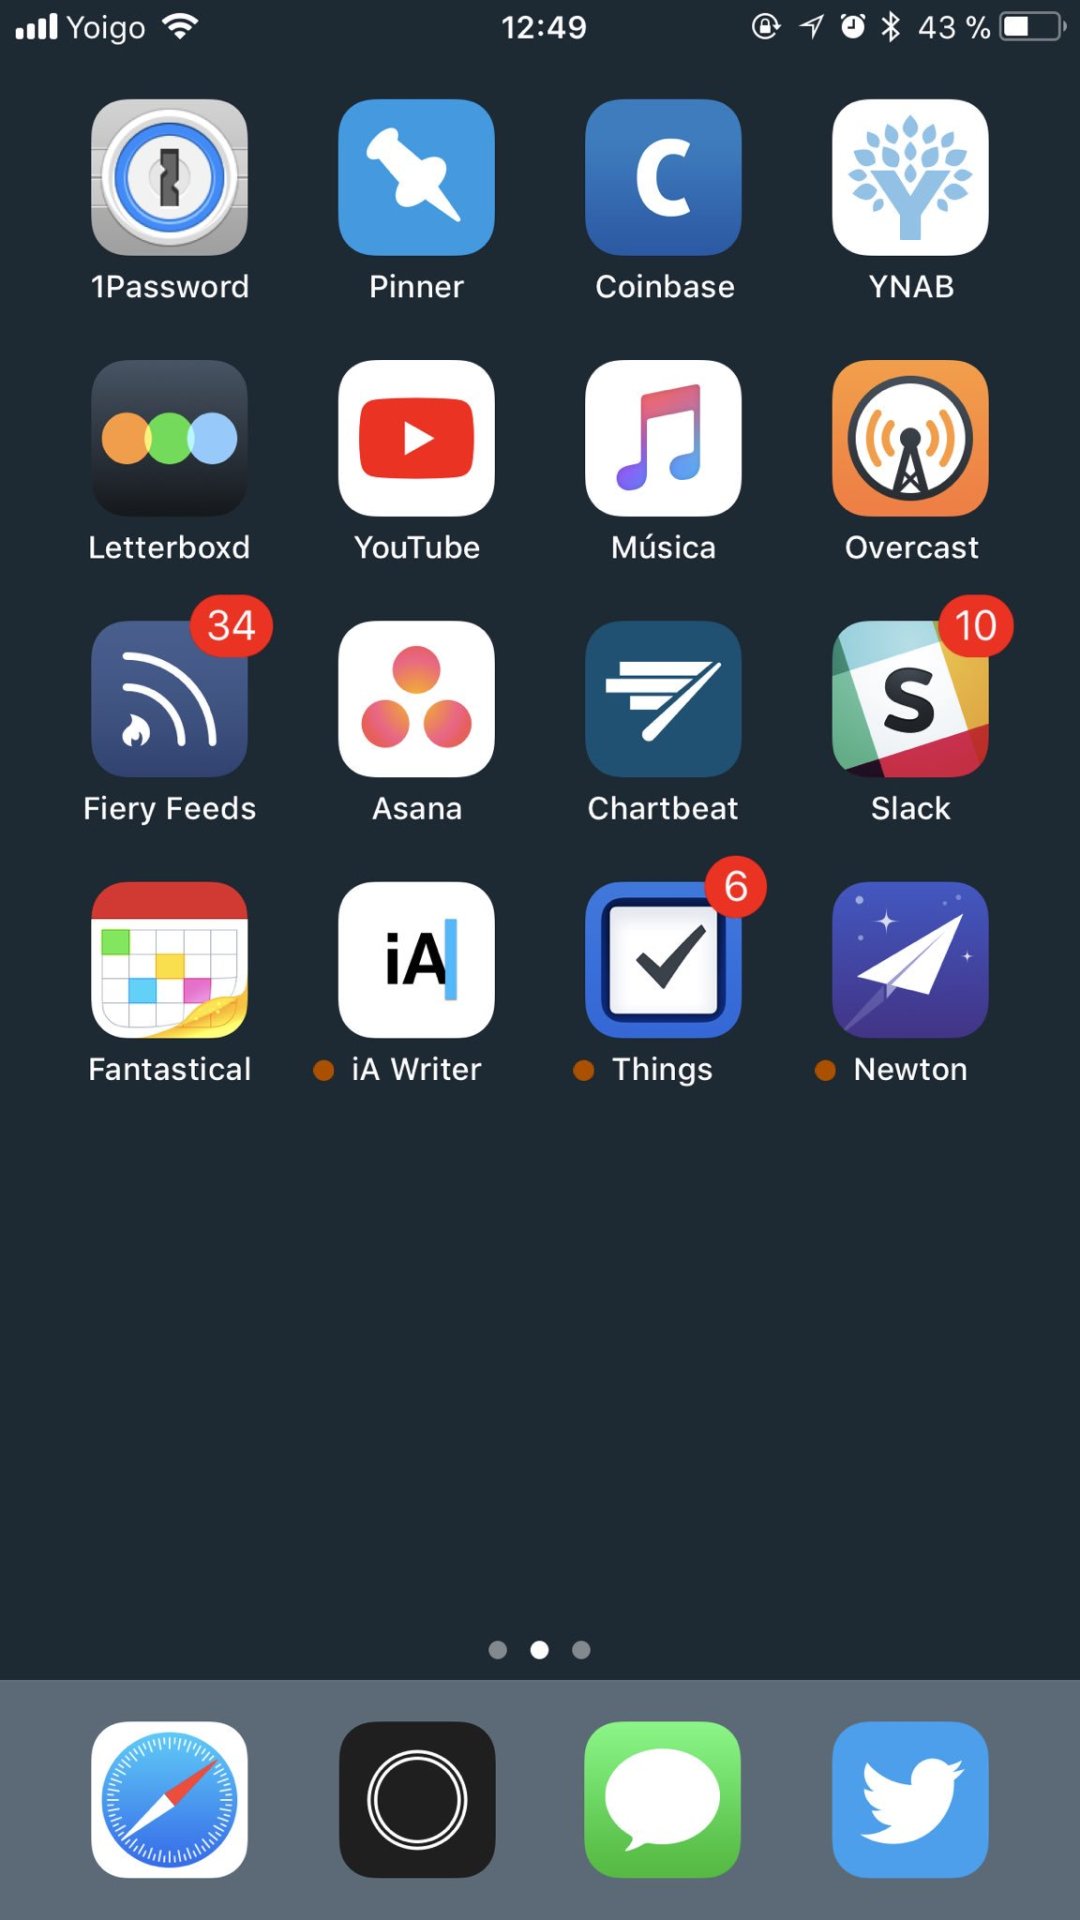 Yoigo 12:49 43 %
1Password Pinner Coinbase YNAB
Letterboxd YouTube Música Overcast
34 10
S
Fiery Feeds Asana Chartbeat Slack
6
iA
Fantastical iA Writer Things Newton